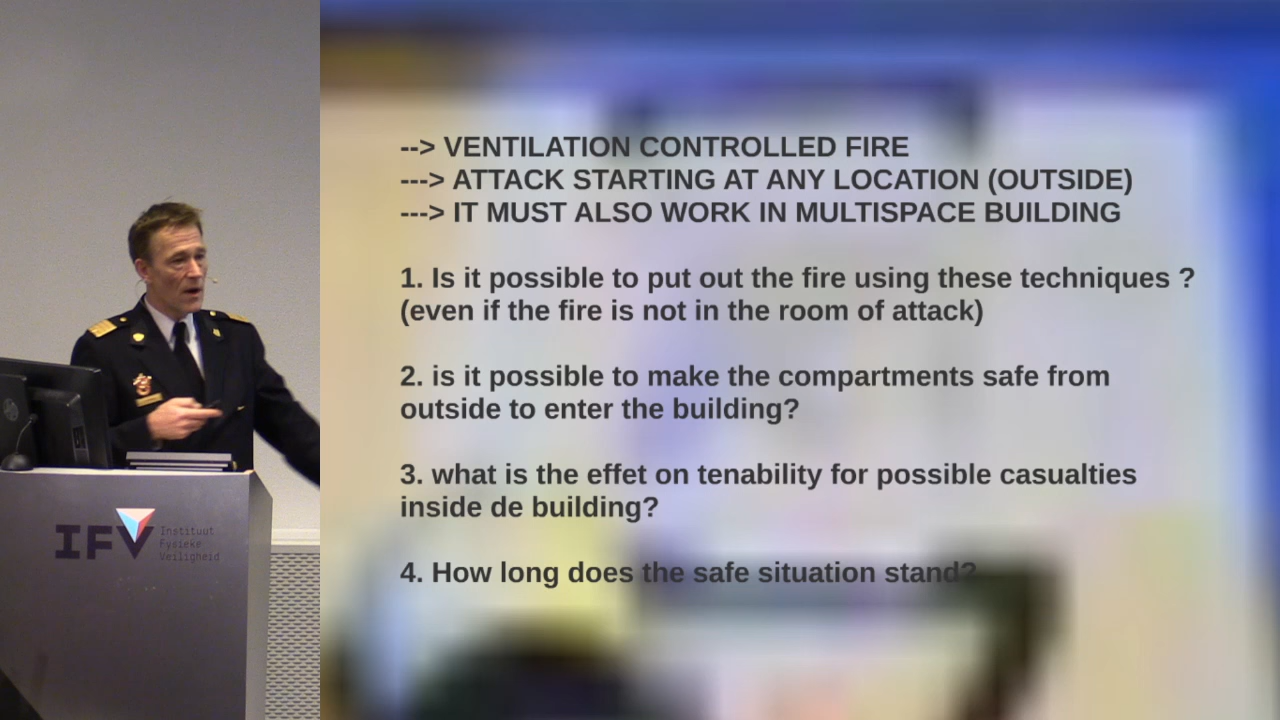 --> VENTILATION CONTROLLED FIRE
---> ATTACK STARTING AT ANY LOCATION (OUTSIDE)
---> IT MUST ALSO WORK IN MULTISPACE BUILDING
1. Is it possible to put out the fire using these techniques ?
(even if the fire is not in the room of attack)
2. is it possible to make the compartments safe from
outside to enter the building?
3. what is the effet on tenability for possible casualties
inside de building?
4. How long does the safe situation stand?
IFV
Instituut
Fysieke
Veiligheid